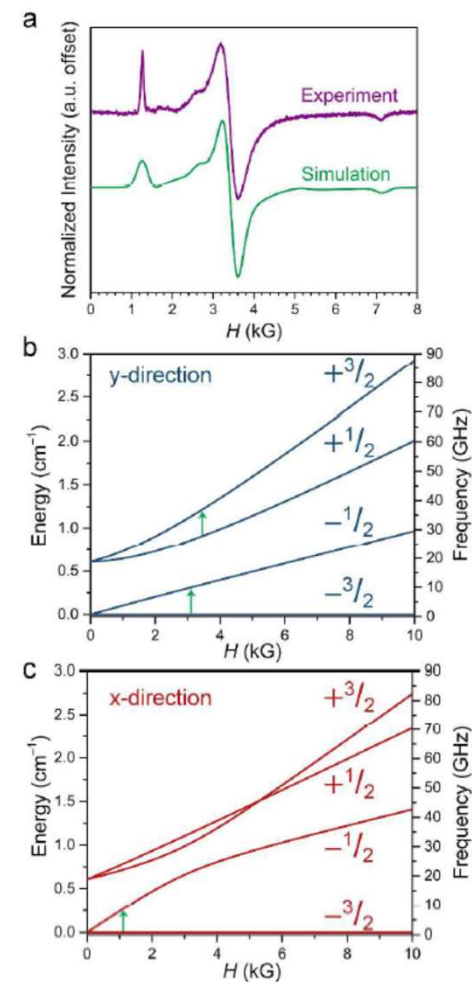 a
Normalized Intensity (a.u. offset)
Experiment
Simulation
0 1 2 3 4 5 6 7 8
H (kG)
b
y-direction
+3/2
+1/2
−1/2
−3/2
Energy (cm⁻¹)
3.0
2.5
2.0
1.5
1.0
0.5
0.0
Frequency (GHz)
90
80
70
60
50
40
30
20
10
0
0 2 4 6 8 10
H (kG)
c
x-direction
+3/2
+1/2
−1/2
−3/2
Energy (cm⁻¹)
3.0
2.5
2.0
1.5
1.0
0.5
0.0
Frequency (GHz)
90
80
70
60
50
40
30
20
10
0
0 2 4 6 8 10
H (kG)